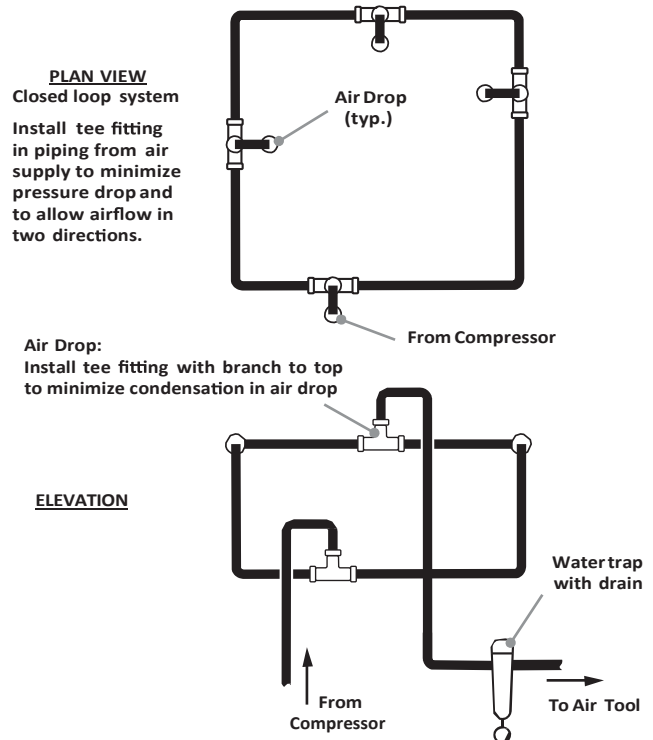 PLAN VIEW
Closed loop system
Install tee fitting
in piping from air
supply to minimize
pressure drop and
to allow airflow in
two directions.
Air Drop
(typ.)
From Compressor
Air Drop:
Install tee fitting with branch to top
to minimize condensation in air drop
ELEVATION
Water trap
with drain
From
Compressor
To Air Tool